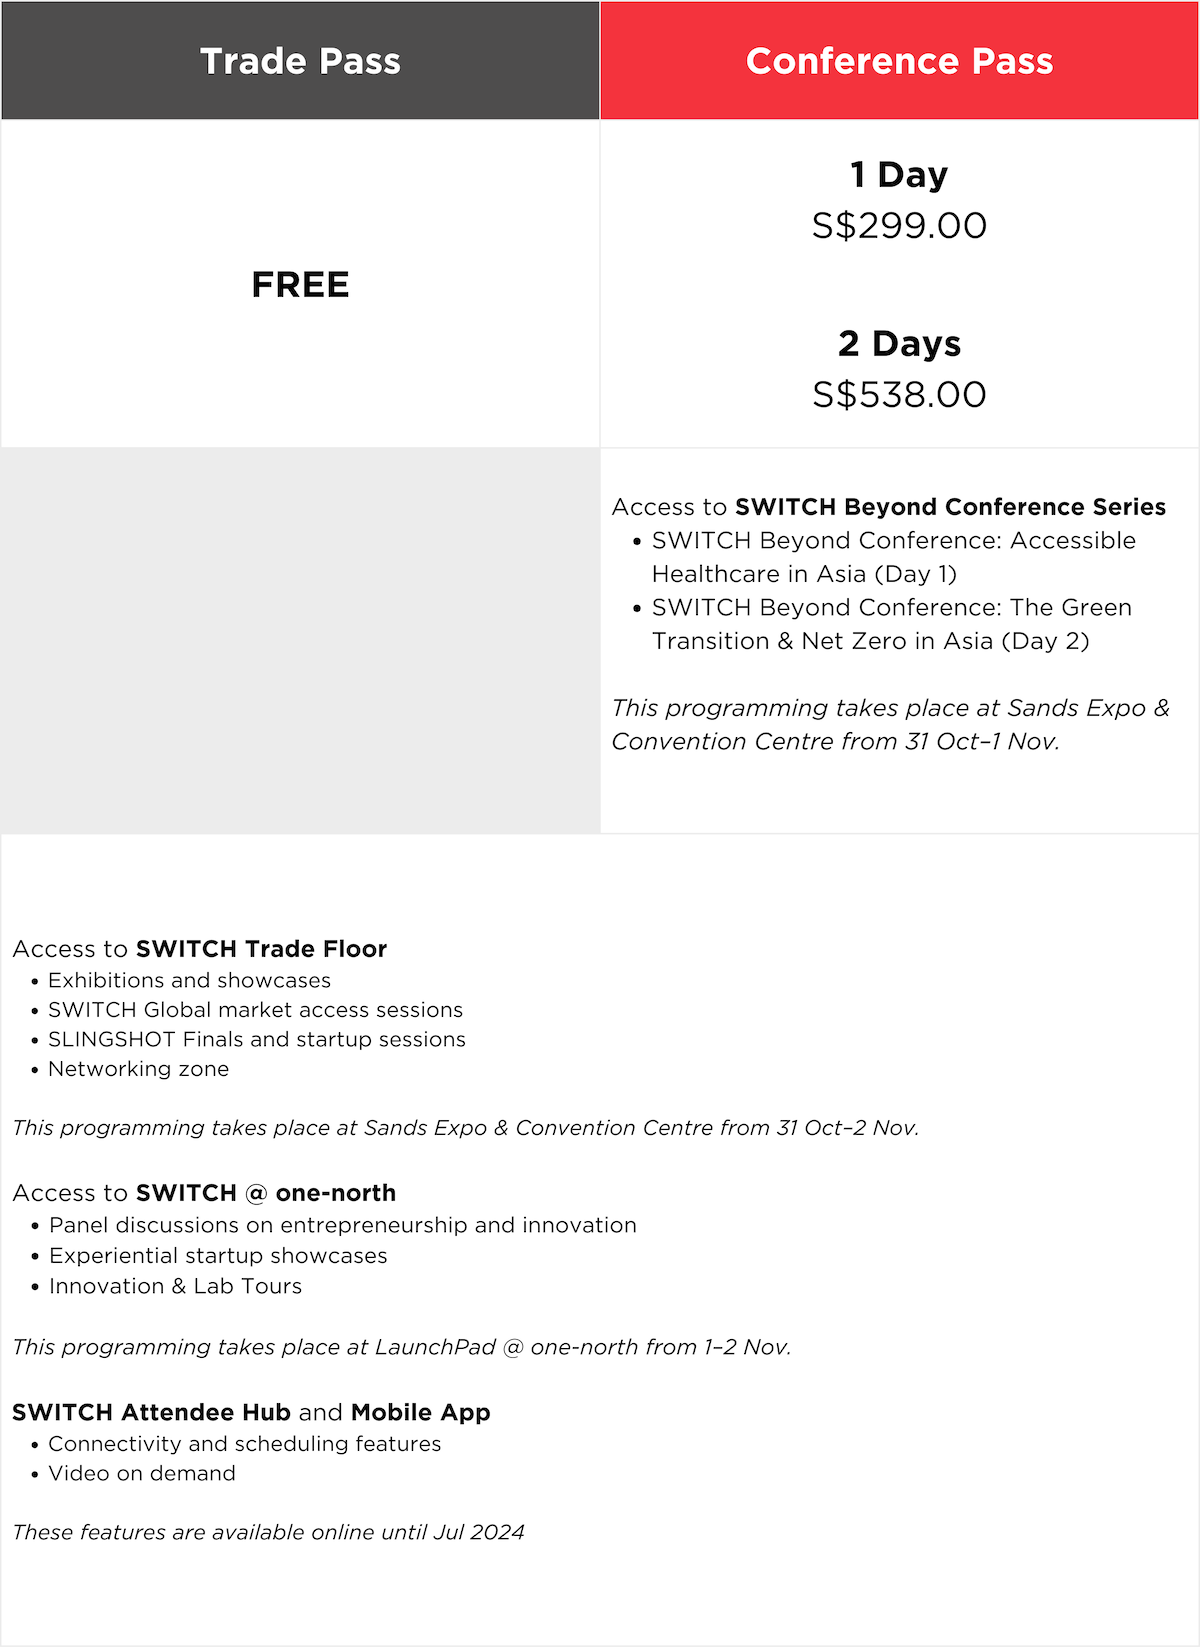 Trade Pass
Conference Pass
FREE
1 Day
S$299.00
2 Days
S$538.00
Access to SWITCH Beyond Conference Series
• SWITCH Beyond Conference: Accessible
Healthcare in Asia (Day 1)
• SWITCH Beyond Conference: The Green
Transition & Net Zero in Asia (Day 2)
This programming takes place at Sands Expo &
Convention Centre from 31 Oct–1 Nov.
Access to SWITCH Trade Floor
• Exhibitions and showcases
• SWITCH Global market access sessions
• SLINGSHOT Finals and startup sessions
• Networking zone
This programming takes place at Sands Expo & Convention Centre from 31 Oct–2 Nov.
Access to SWITCH @ one-north
• Panel discussions on entrepreneurship and innovation
• Experiential startup showcases
• Innovation & Lab Tours
This programming takes place at LaunchPad @ one-north from 1–2 Nov.
SWITCH Attendee Hub and Mobile App
• Connectivity and scheduling features
• Video on demand
These features are available online until Jul 2024